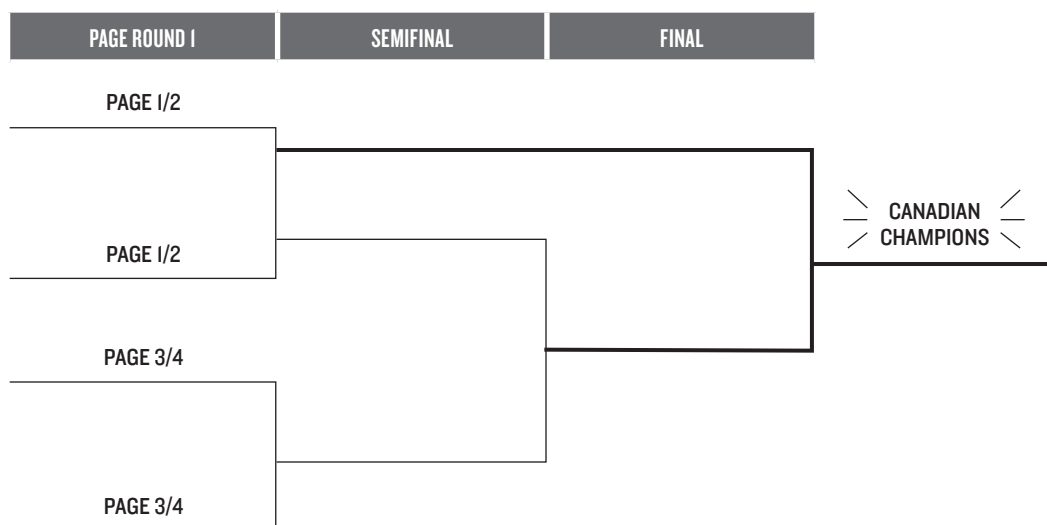 PAGE ROUND 1
SEMIFINAL
FINAL
PAGE 1/2
PAGE 1/2
PAGE 3/4
PAGE 3/4
CANADIAN
CHAMPIONS